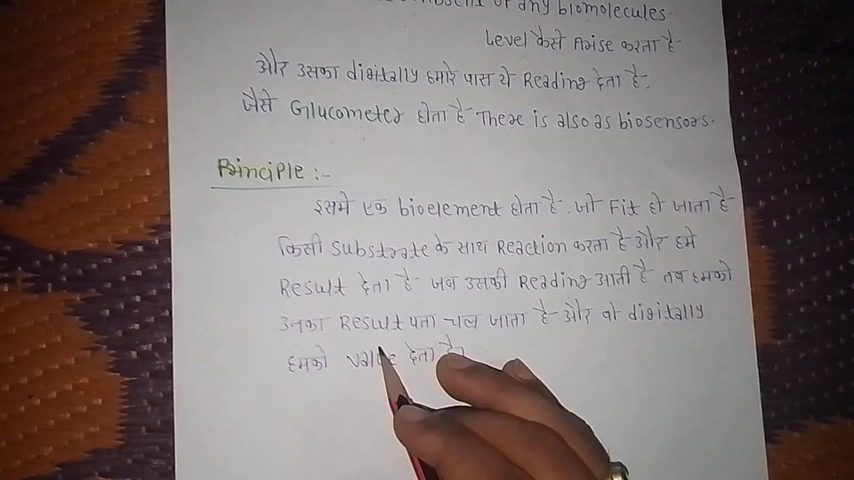 of any biomolecules.
Level कैसे Arise करता है
और उसका digitally हमारे पास ये Reading देता है.
जैसे Glucometer होता है There is also as biosensors.
Principle :-
इसमे एक bioelement होता है. जो Fit हो जाता है
किसी substrate के साथ Reaction करता है और हमे
Result देता है जब उसकी Reading आती है तब हमको
उनका Result पता चल जाता है और वो digitally
हमको value देता है।